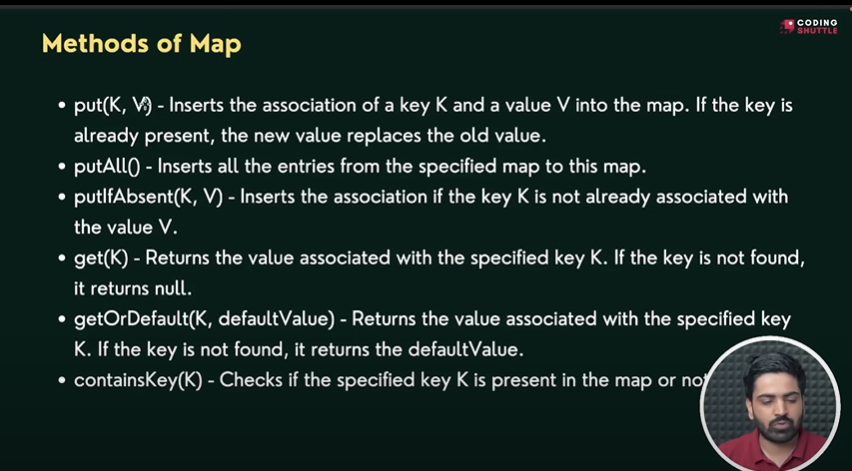 CODING
SHUTTLE
Methods of Map
• put(K, V) - Inserts the association of a key K and a value V into the map. If the key is
already present, the new value replaces the old value.
• putAll() - Inserts all the entries from the specified map to this map.
• putIfAbsent(K, V) - Inserts the association if the key K is not already associated with
the value V.
• get(K) - Returns the value associated with the specified key K. If the key is not found,
it returns null.
• getOrDefault(K, defaultValue) - Returns the value associated with the specified key
K. If the key is not found, it returns the defaultValue.
• containsKey(K) - Checks if the specified key K is present in the map or not